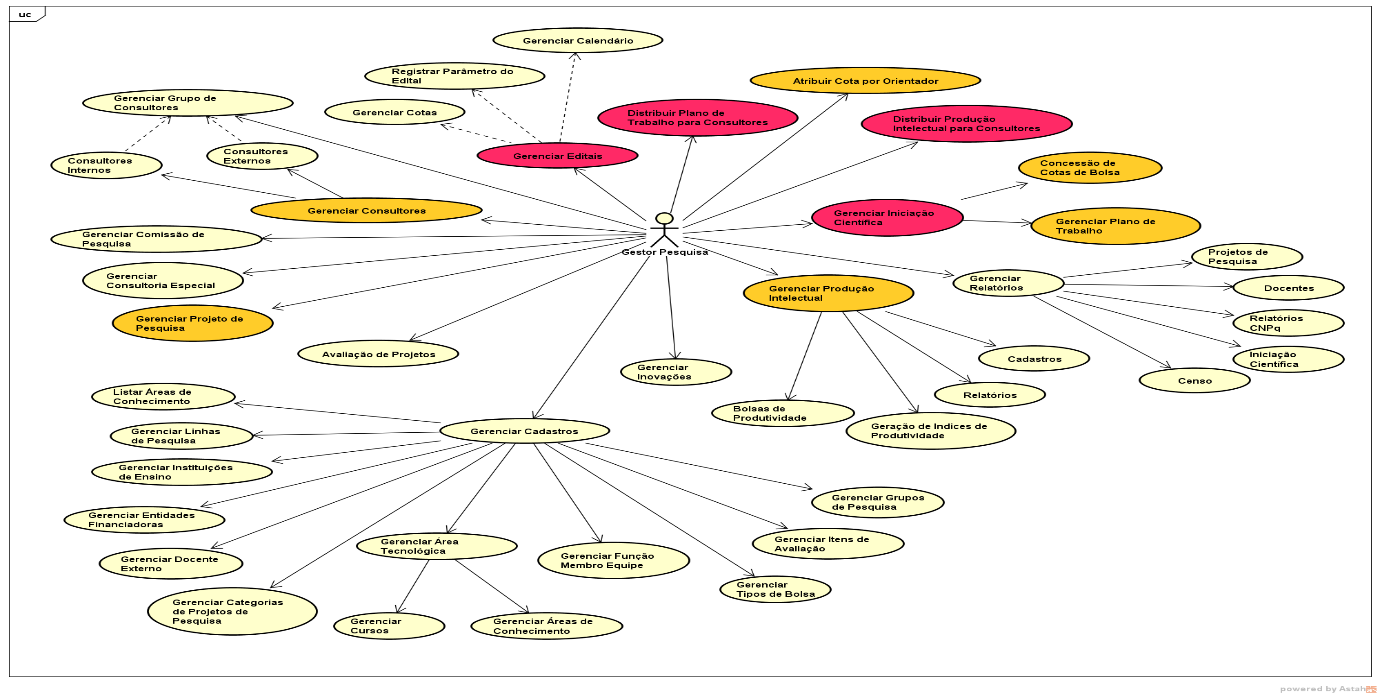 uc
Gerenciar Calendário
Registrar Parâmetro do
Edital
Atribuir Cota por Orientador
Gerenciar Grupo de
Consultores
Gerenciar Cotas
Distribuir Plano de
Trabalho para Consultores
Distribuir Produção
Intelectual para Consultores
Consultores
Internos
Consultores
Externos
Gerenciar Editais
Concessão de
Cotas de Bolsa
Gerenciar Consultores
Gerenciar Iniciação
Científica
Gerenciar Plano de
Trabalho
Gerenciar Comissão de
Pesquisa
Gestor Pesquisa
Projetos de
Pesquisa
Gerenciar
Consultoria Especial
Gerenciar Produção
Intelectual
Gerenciar
Relatórios
Docentes
Gerenciar Projeto de
Pesquisa
Relatórios
CNPq
Avaliação de Projetos
Gerenciar
Inovações
Cadastros
Iniciação
Científica
Censo
Listar Áreas de
Conhecimento
Relatórios
Bolsas de
Produtividade
Geração de Indices de
Produtividade
Gerenciar Linhas
de Pesquisa
Gerenciar Cadastros
Gerenciar Instituições
de Ensino
Gerenciar Grupos
de Pesquisa
Gerenciar Entidades
Financiadoras
Gerenciar Área
Tecnológica
Gerenciar Itens de
Avaliação
Gerenciar Docente
Externo
Gerenciar Função
Membro Equipe
Gerenciar
Tipos de Bolsa
Gerenciar Categorias
de Projetos de
Pesquisa
Gerenciar
Cursos
Gerenciar Áreas de
Conhecimento
powered by Astah